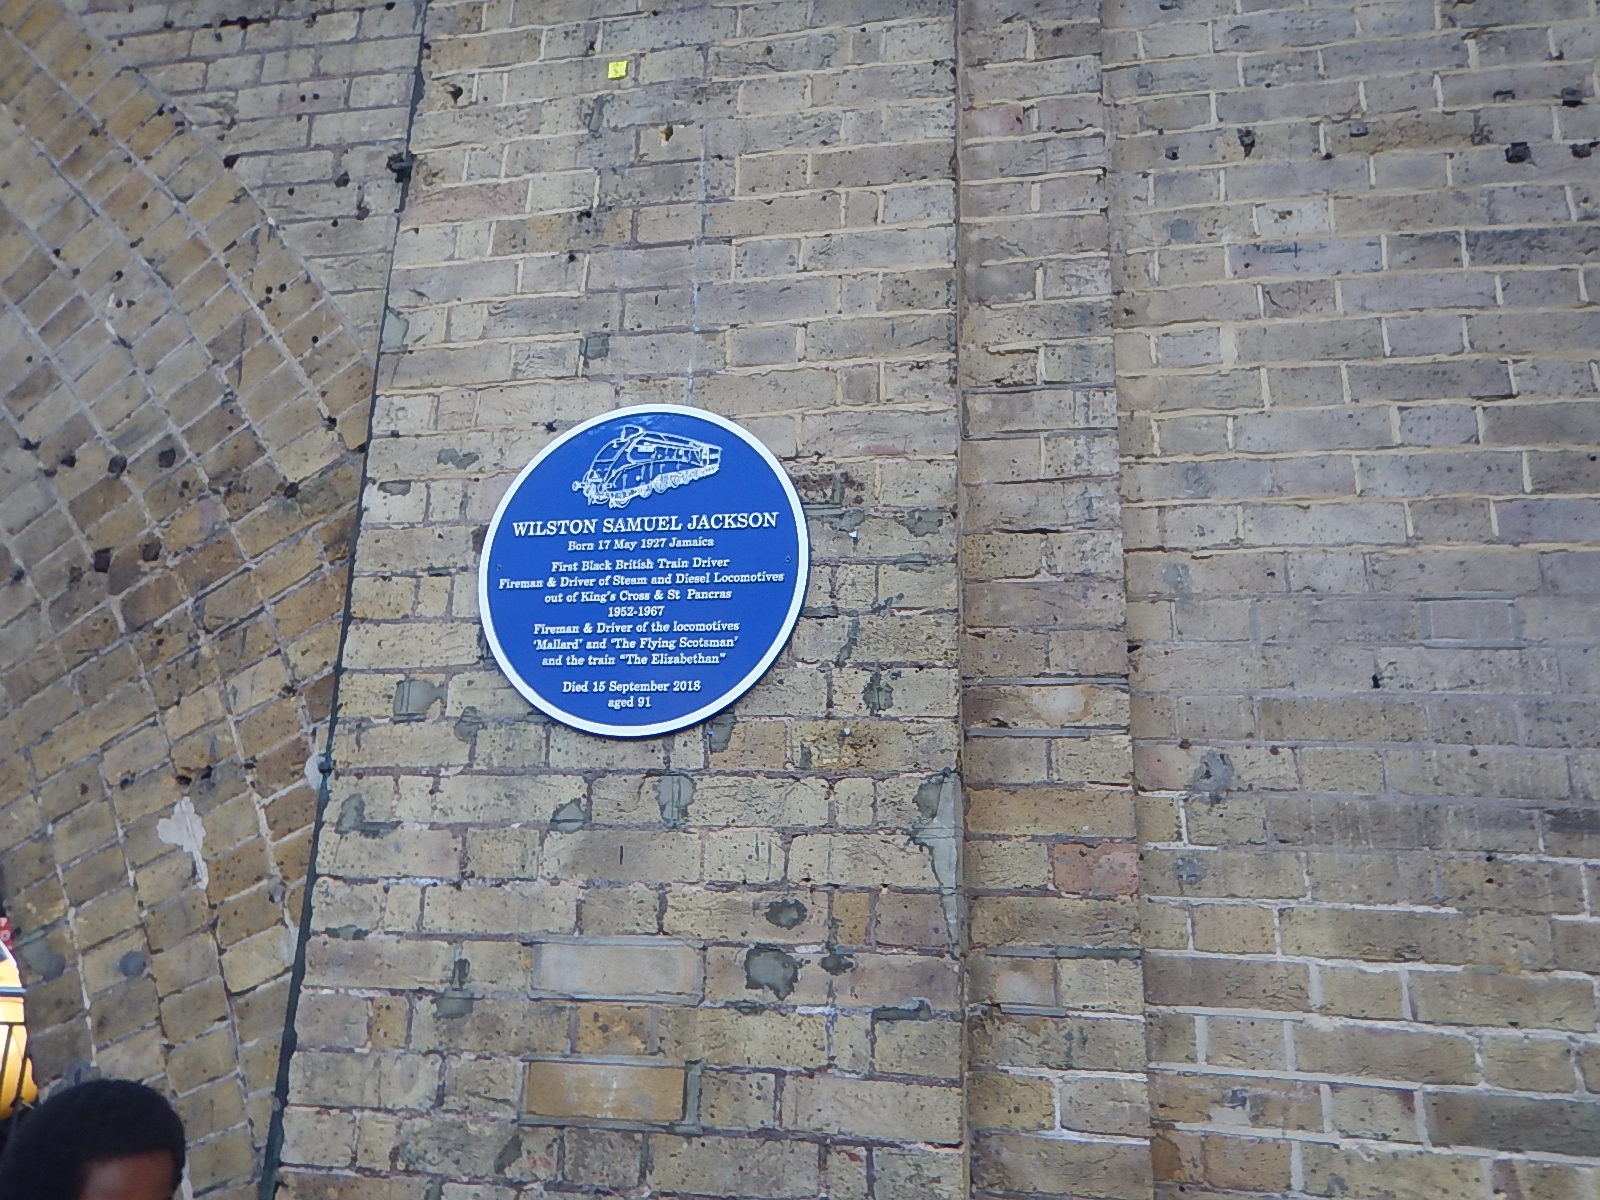 WILSTON SAMUEL JACKSON
Born 17 May 1927 Jamaica
First Black British Train Driver
Fireman & Driver of Steam and Diesel Locomotives
out of King's Cross & St Pancras
1952-1967
Fireman & Driver of the locomotives
'Mallard' and 'The Flying Scotsman'
and the train "The Elizabethan"
Died 15 September 2018
aged 91